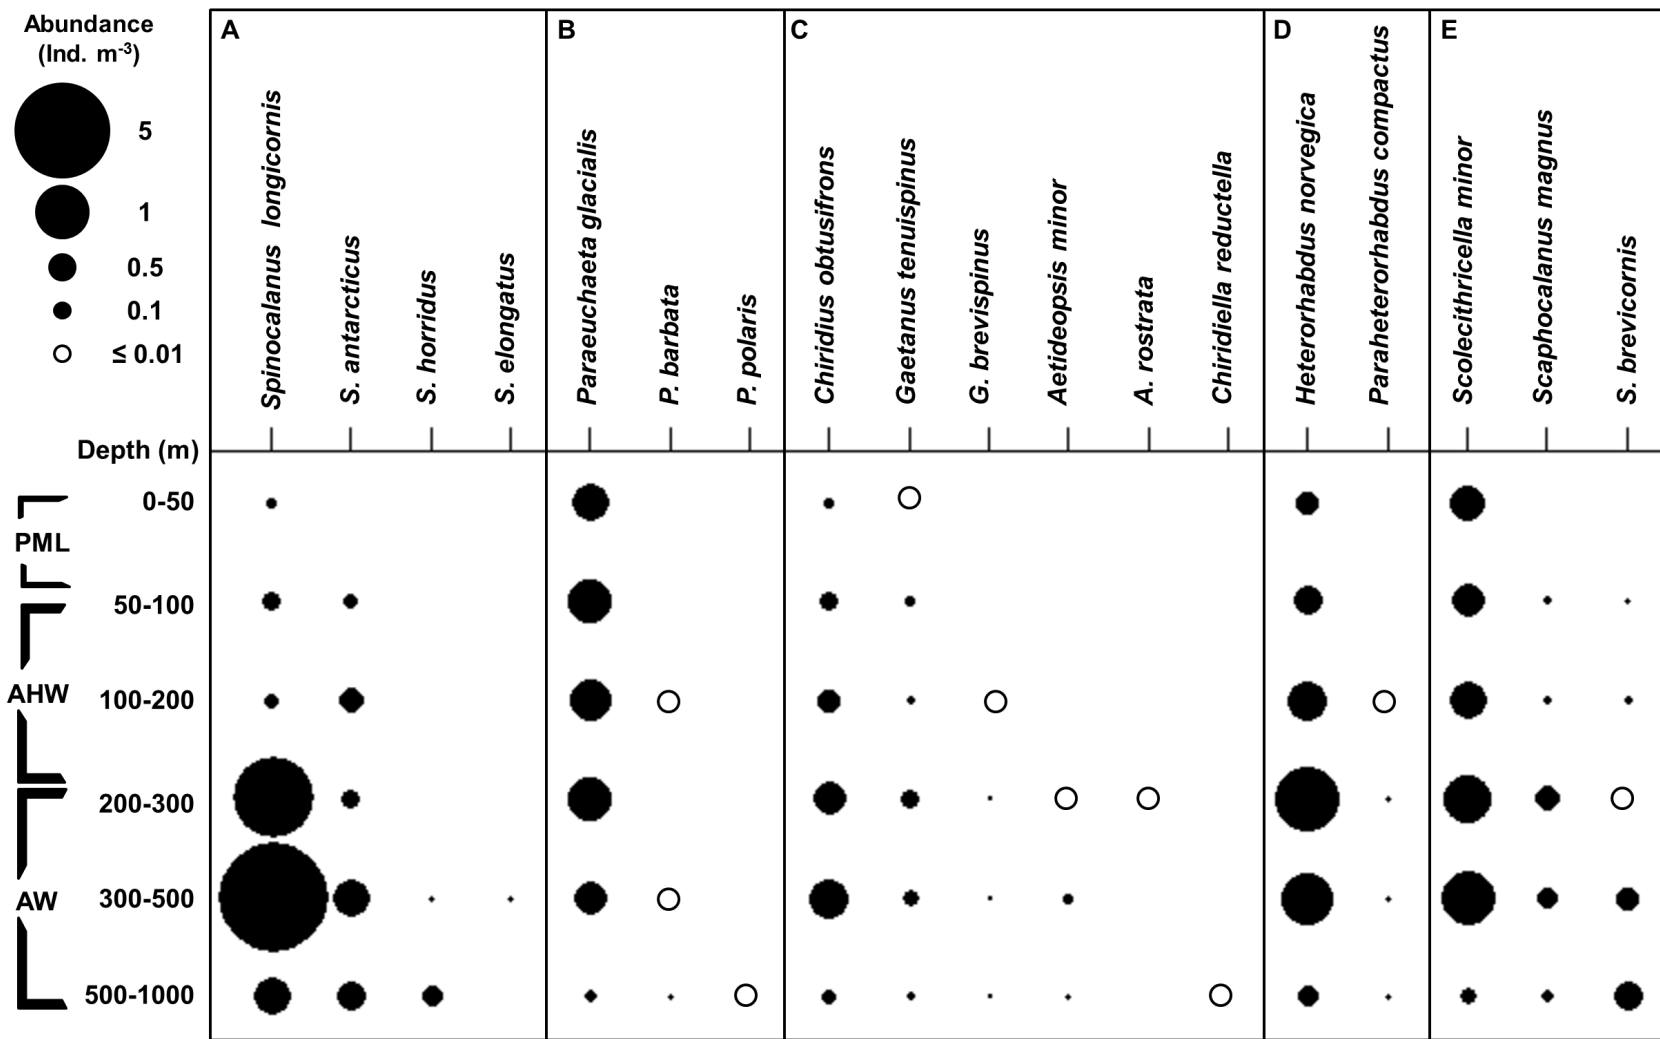 Abundance
(Ind. m-3)
5
1
0.5
0.1
≤ 0.01
A
Spinocalanus longicornis
S. antarcticus
S. horridus
S. elongatus
B
Paraeuchaeta glacialis
P. barbata
P. polaris
C
Chiridius obtusifrons
Gaetanus tenuispinus
G. brevispinus
Aetideopsis minor
A. rostrata
Chiridiella reductella
D
Heterorhabdus norvegica
Paraheterorhabdus compactus
E
Scolecithricella minor
Scaphocalanus magnus
S. brevicornis
Depth (m)
0-50
PML
50-100
AHW
100-200
200-300
AW
300-500
500-1000